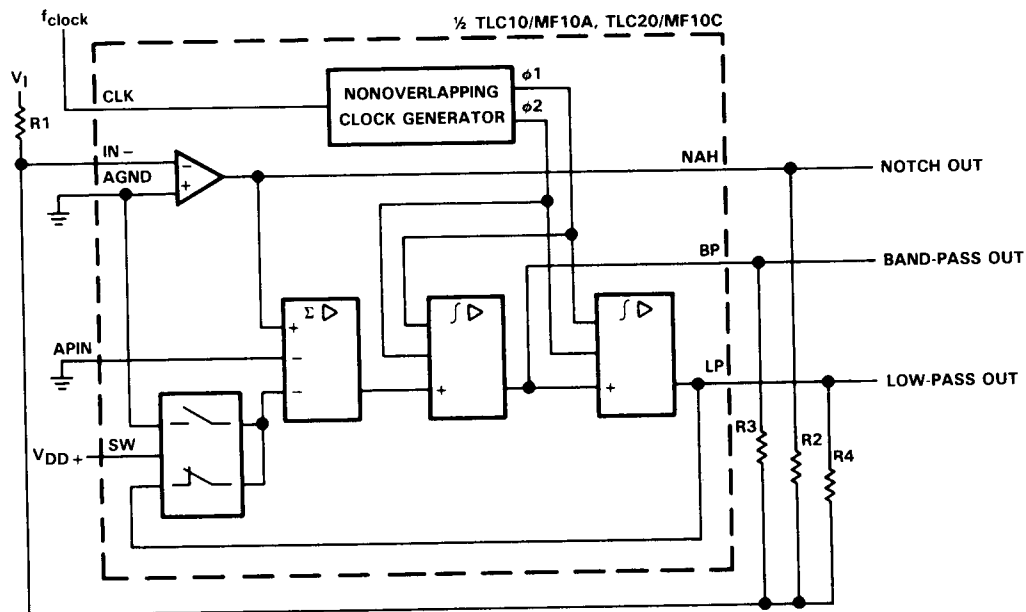 fclock
½ TLC10/MF10A, TLC20/MF10C
VI
R1
CLK
NONOVERLAPPING
CLOCK GENERATOR
ϕ1
ϕ2
IN −
AGND
−
+
NAH
NOTCH OUT
BP
BAND-PASS OUT
Σ ▷
∫ ▷
∫ ▷
+
APIN
−
−
+
+
LP
LOW-PASS OUT
VDD +
SW
R3
R2
R4